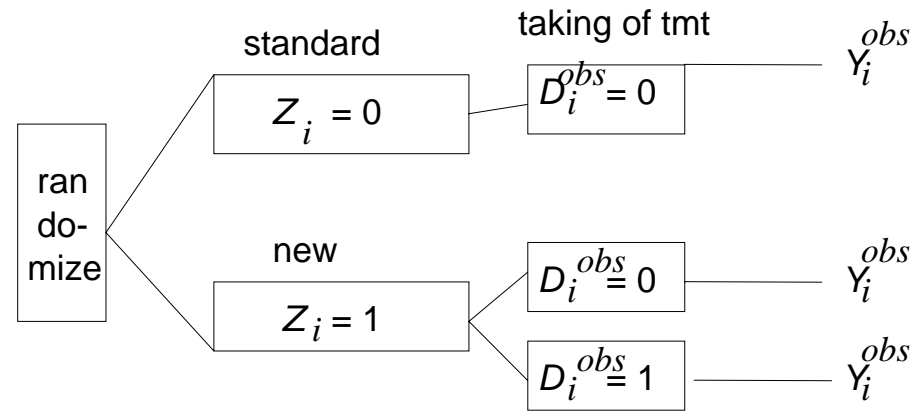 standard
taking of tmt
Z_i = 0
D_i^obs = 0
Y_i^obs
ran
do-
mize
new
Z_i = 1
D_i^obs = 0
Y_i^obs
D_i^obs = 1
Y_i^obs